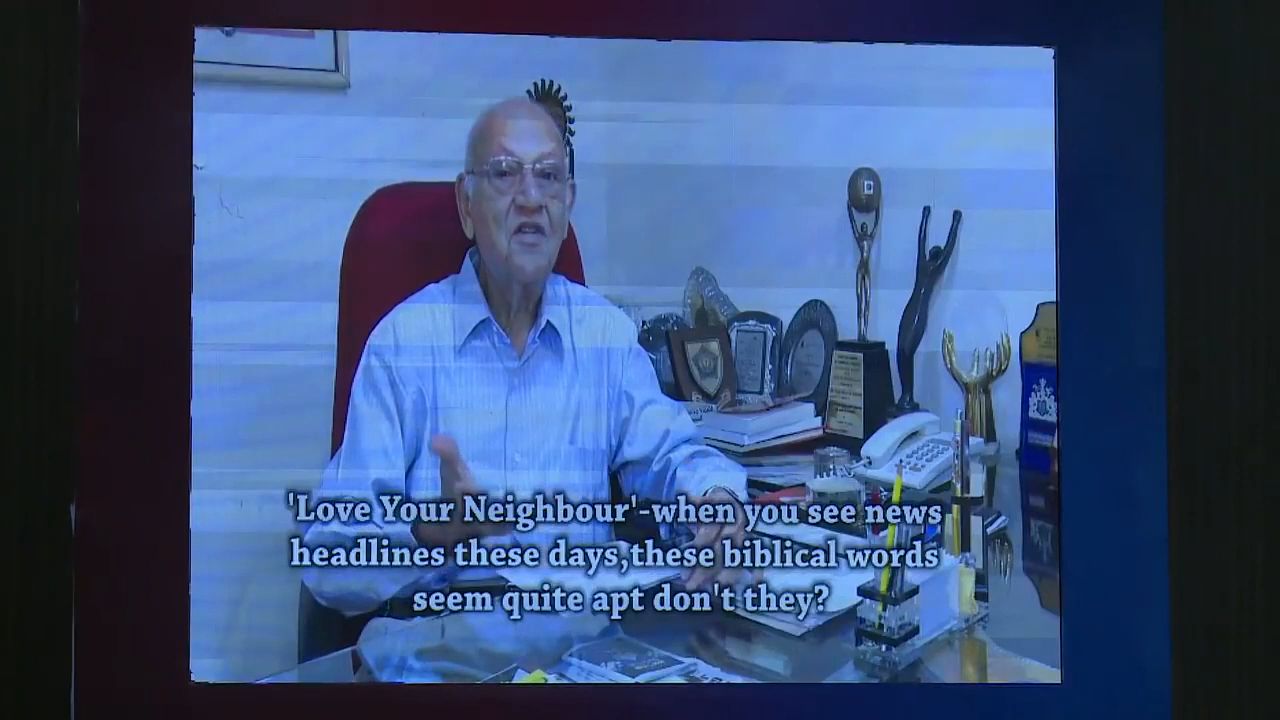 'Love Your Neighbour'-when you see news
headlines these days,these biblical words
seem quite apt don't they?